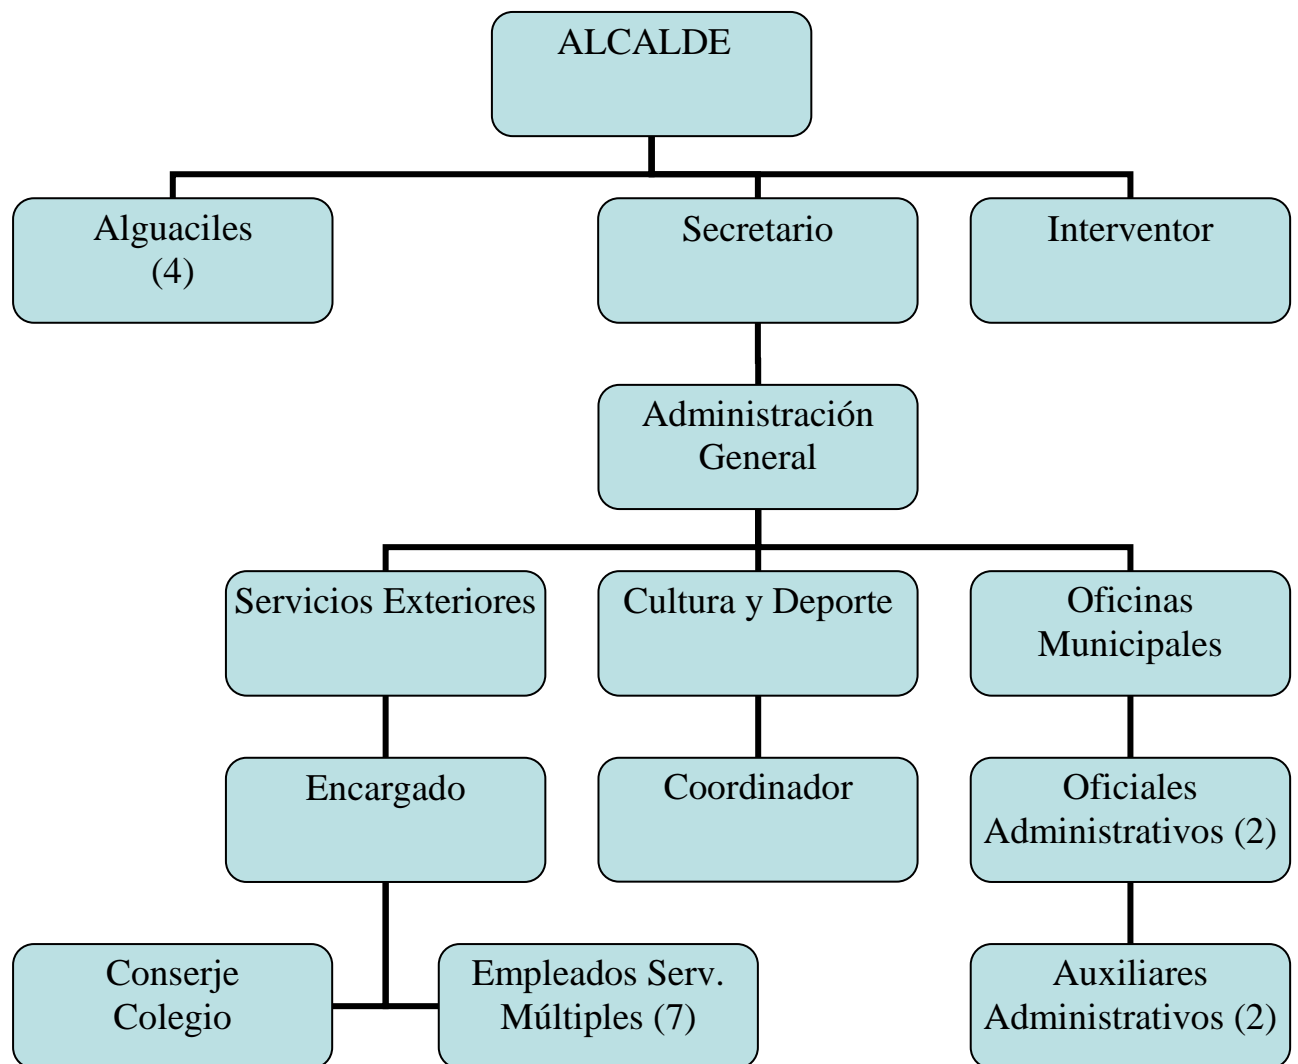 ALCALDE
Alguaciles
(4)
Secretario
Interventor
Administración
General
Servicios Exteriores
Cultura y Deporte
Oficinas
Municipales
Encargado
Coordinador
Oficiales
Administrativos (2)
Conserje
Colegio
Empleados Serv.
Múltiples (7)
Auxiliares
Administrativos (2)